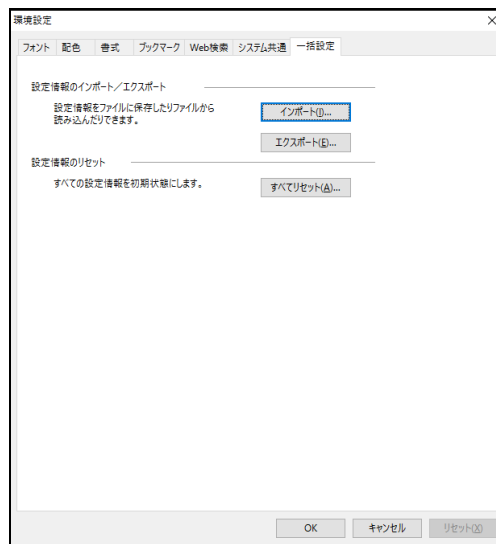 環境設定
フォント 配色 書式 ブックマーク Web検索 システム共通 一括設定
設定情報のインポート／エクスポート
設定情報をファイルに保存したりファイルから
読み込んだりできます。
インポート(I)...
エクスポート(E)...
設定情報のリセット
すべての設定情報を初期状態にします。
すべてリセット(A)...
OK キャンセル リセット(X)